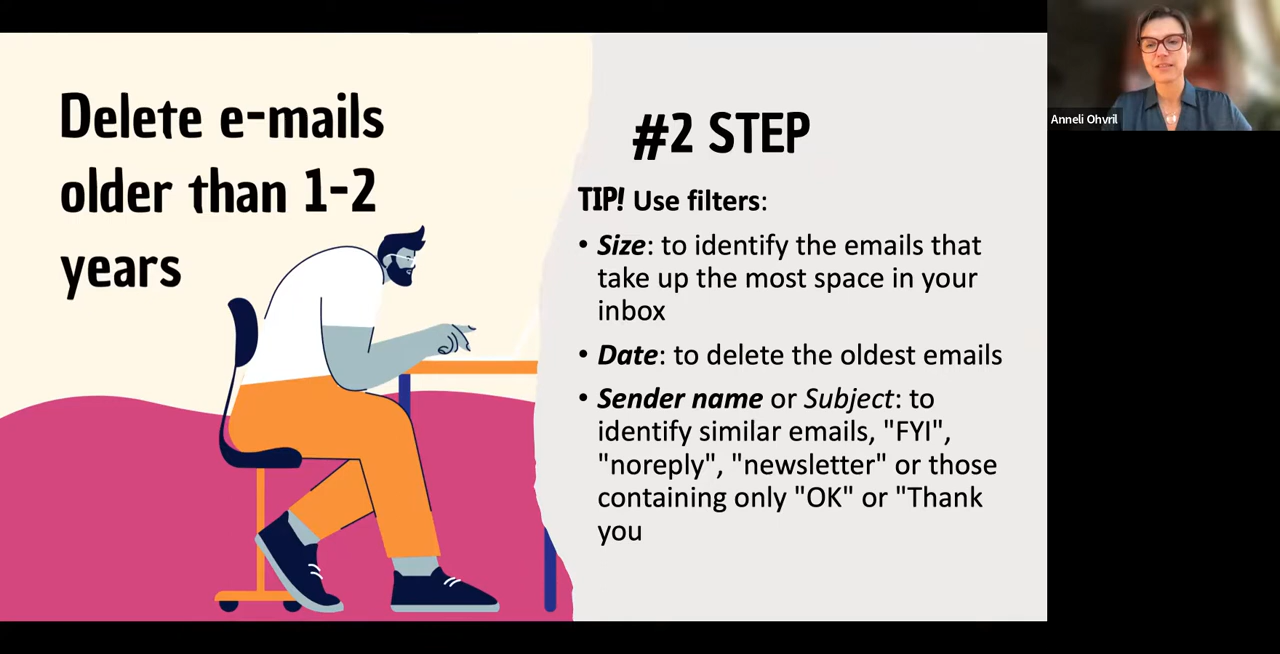 Delete e-mails
older than 1-2
years
#2 STEP
TIP! Use filters:
• Size: to identify the emails that
take up the most space in your
inbox
• Date: to delete the oldest emails
• Sender name or Subject: to
identify similar emails, "FYI",
"noreply", "newsletter" or those
containing only "OK" or "Thank
you
Anneli Ohvril